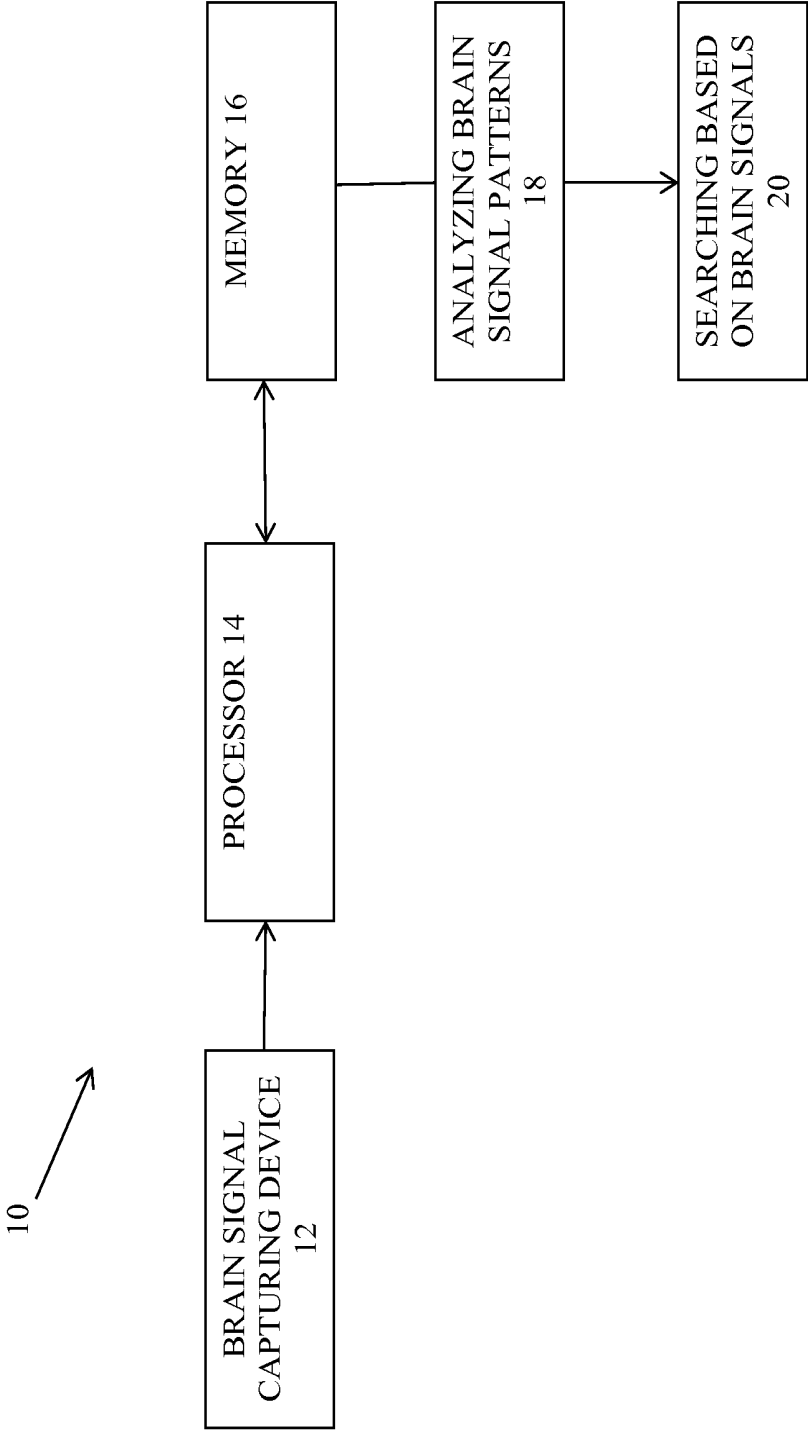 10
BRAIN SIGNAL
CAPTURING DEVICE
12
PROCESSOR 14
MEMORY 16
ANALYZING BRAIN
SIGNAL PATTERNS
18
SEARCHING BASED
ON BRAIN SIGNALS
20